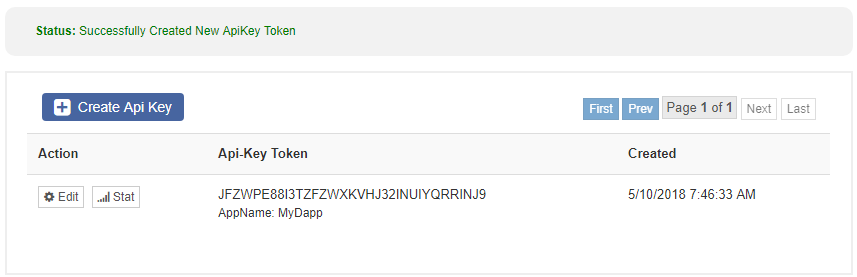 Status: Successfully Created New ApiKey Token
Create Api Key
First Prev Page 1 of 1 Next Last
Action Api-Key Token Created
Edit Stat JFZWPE88I3TZFZWXKVHJ32INUIYQRRINJ9 5/10/2018 7:46:33 AM
AppName: MyDapp